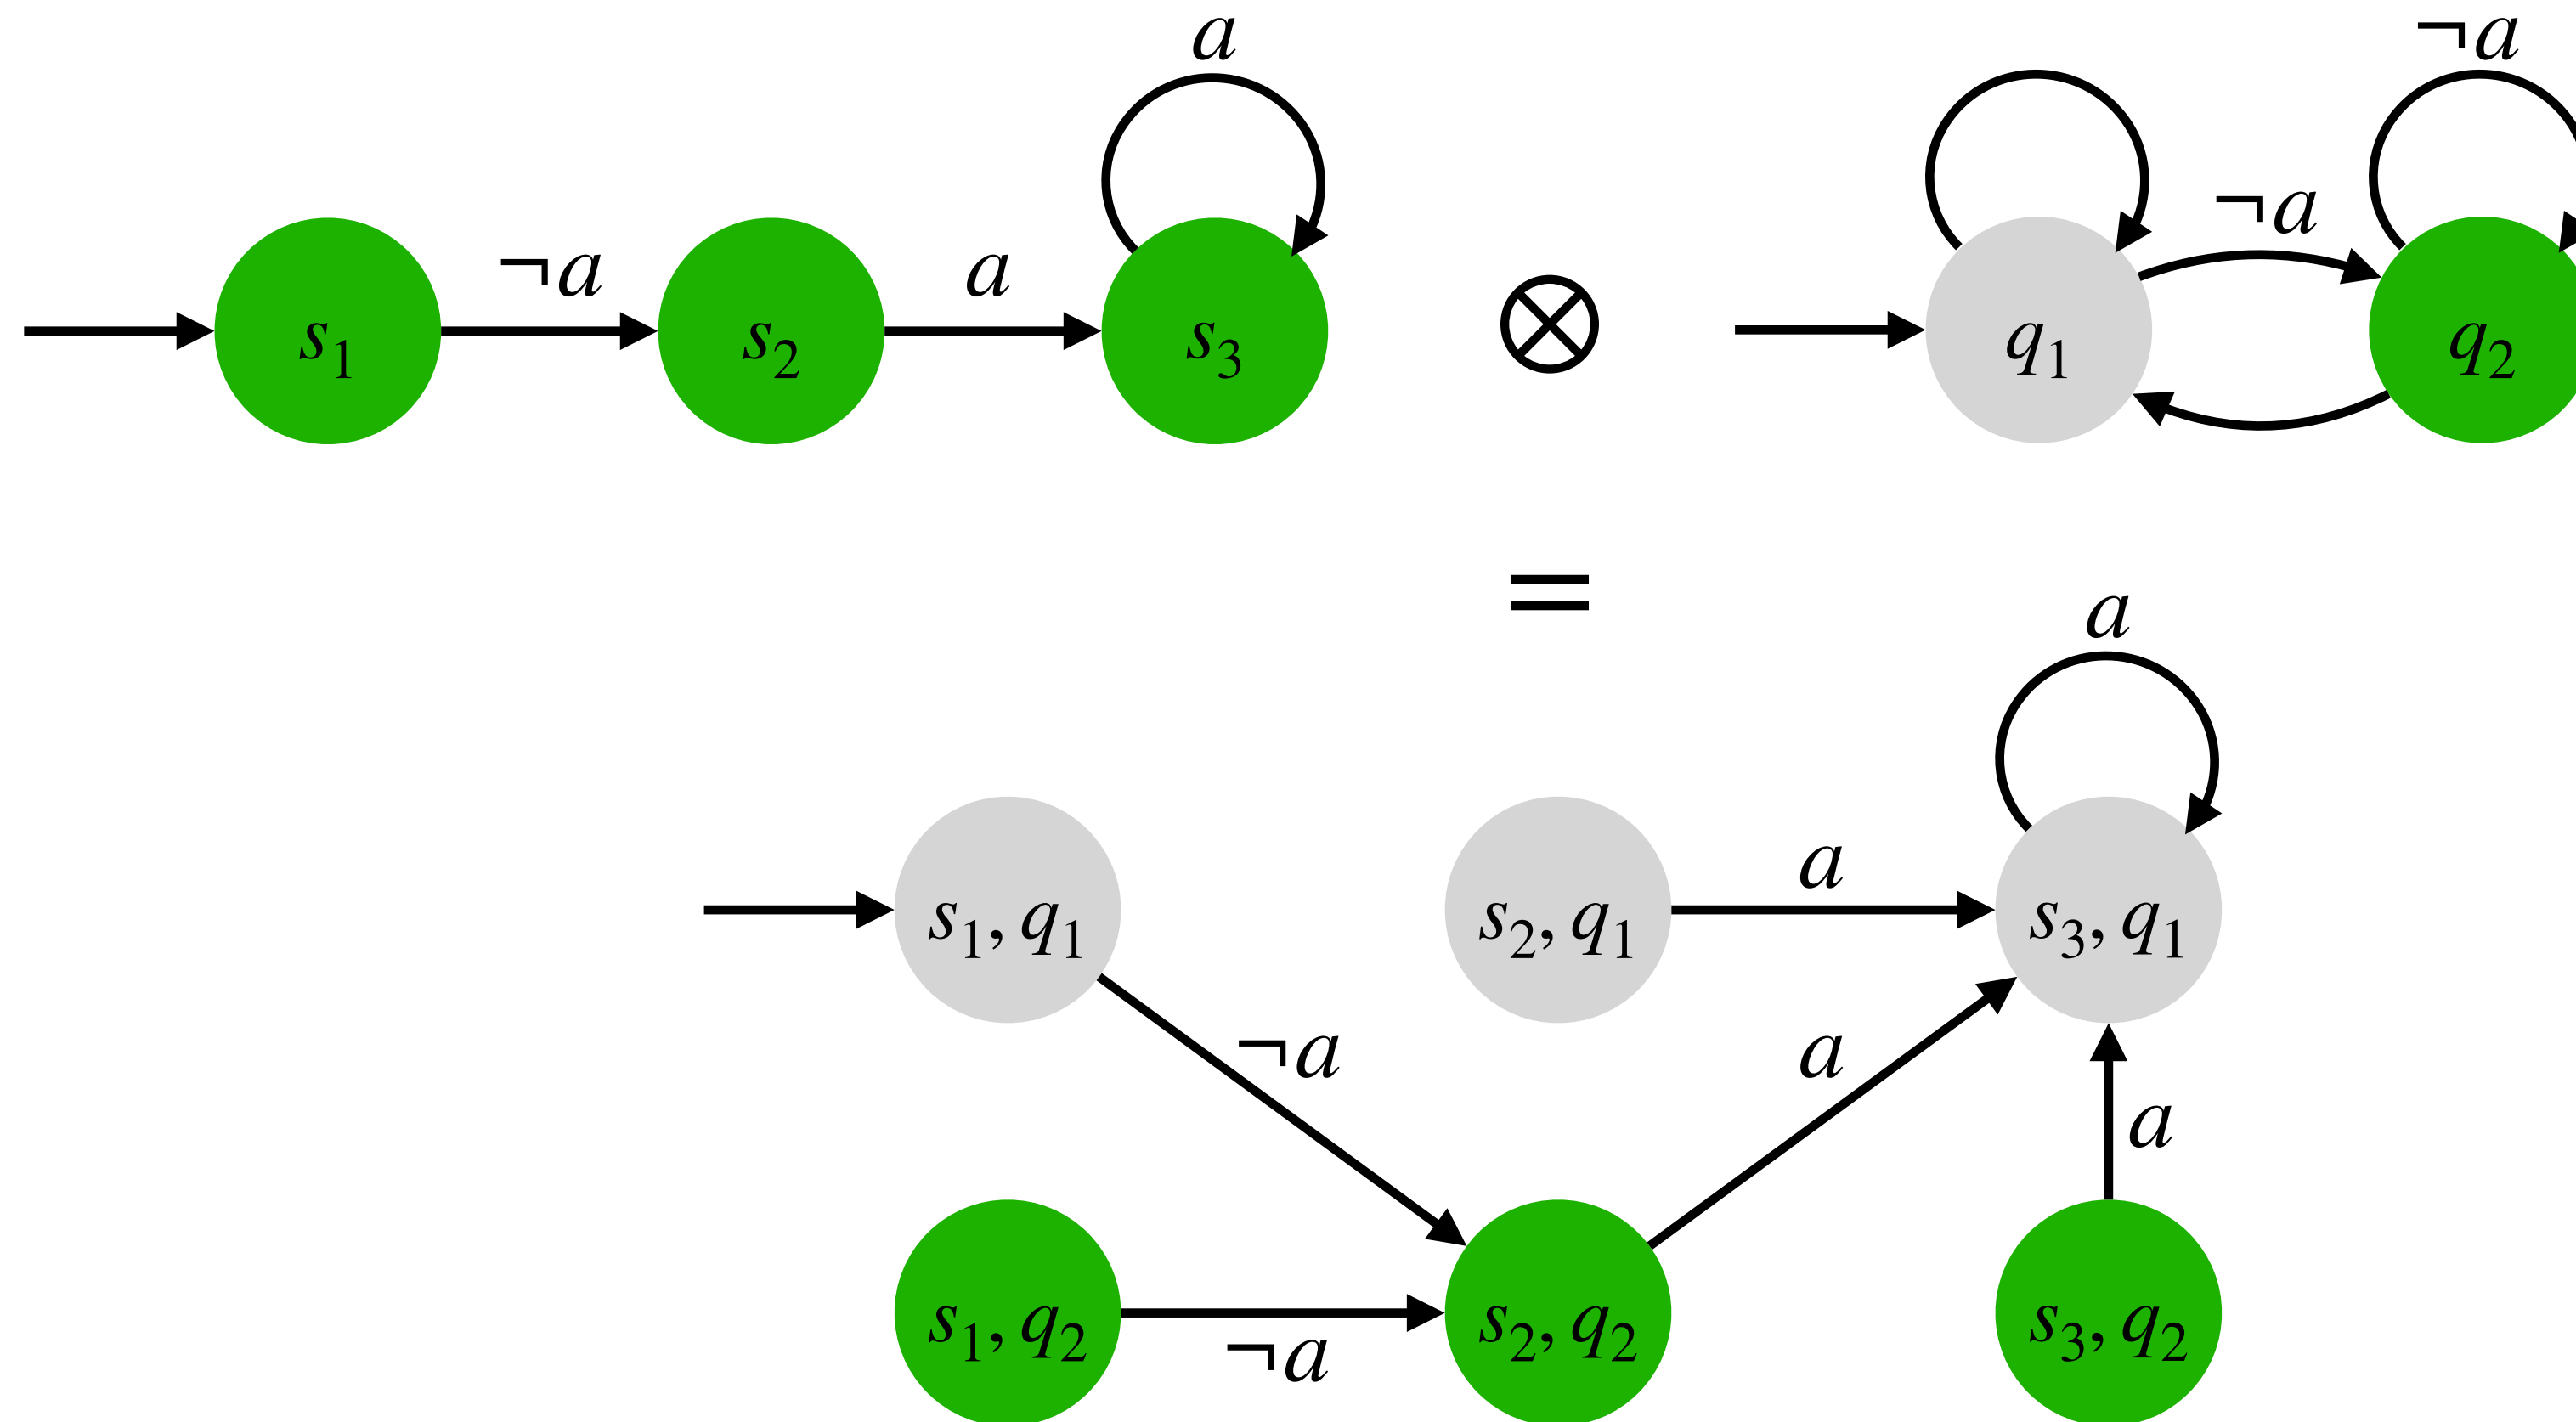 a ¬a
¬a a ¬a
s1 s2 s3 ⊗ q1 q2
=
a
a
s1, q1 s2, q1 s3, q1
¬a a
a
s1, q2 s2, q2 s3, q2
¬a